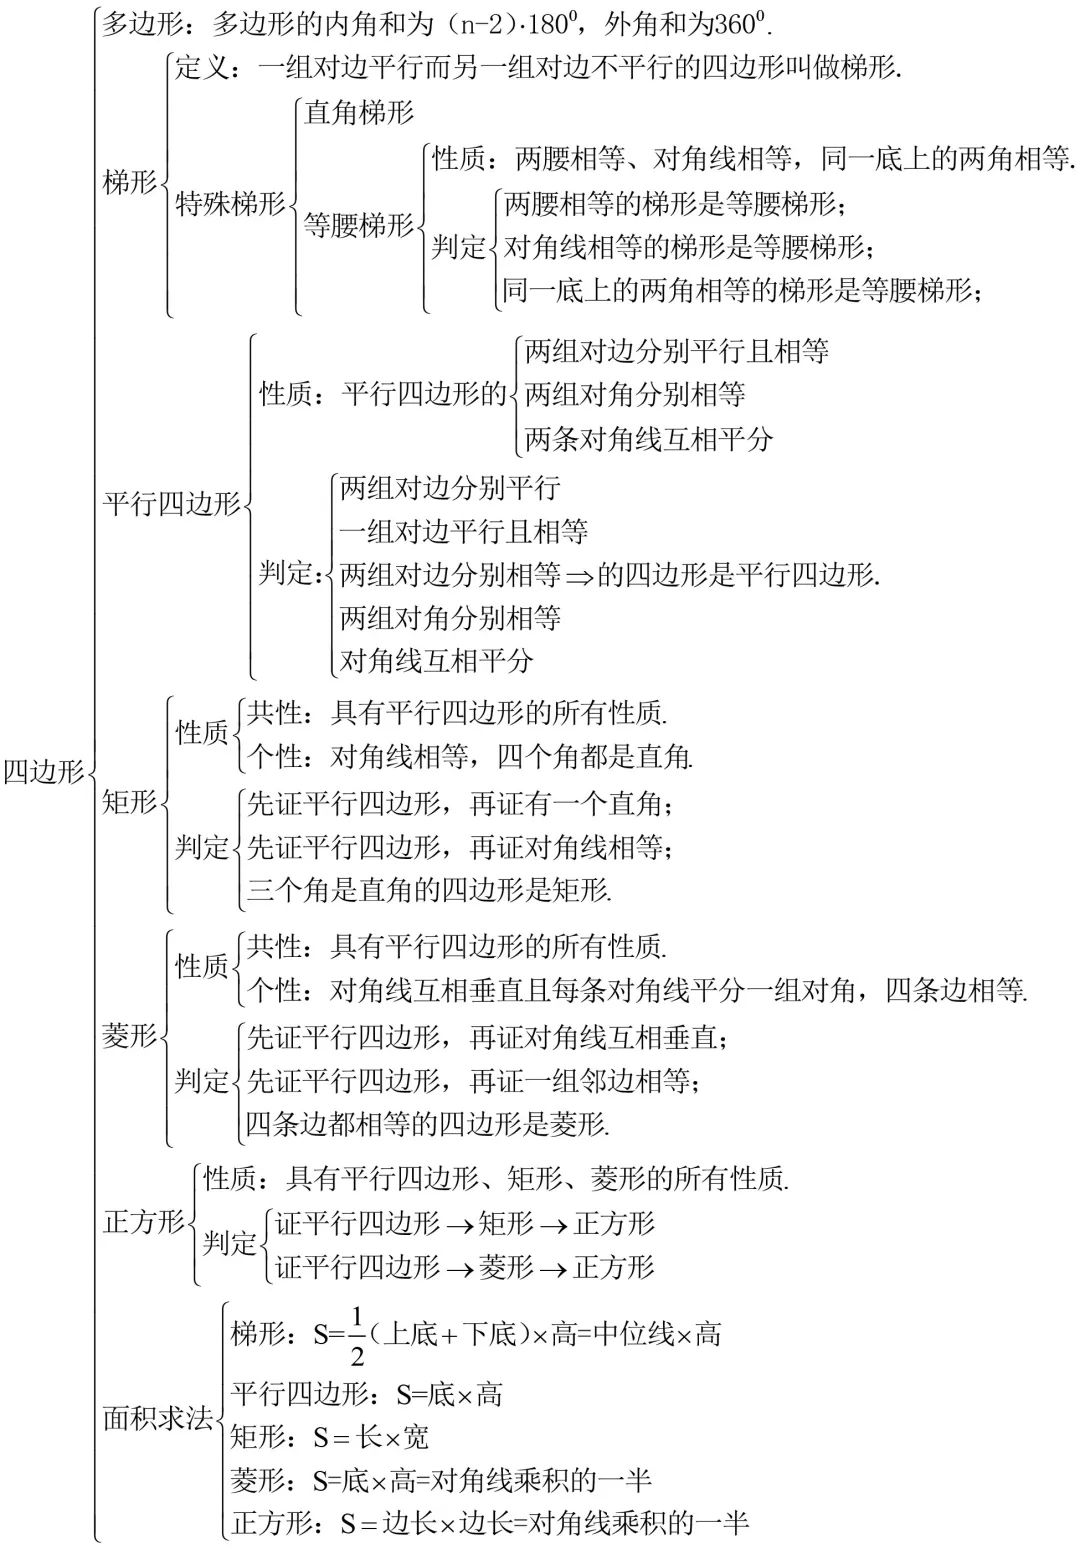 多边形：多边形的内角和为（n-2）·180⁰，外角和为360⁰.
定义：一组对边平行而另一组对边不平行的四边形叫做梯形.
直角梯形
性质：两腰相等、对角线相等，同一底上的两角相等.
梯形
特殊梯形
两腰相等的梯形是等腰梯形；
等腰梯形
判定
对角线相等的梯形是等腰梯形；
同一底上的两角相等的梯形是等腰梯形；
两组对边分别平行且相等
性质：平行四边形的
两组对角分别相等
两条对角线互相平分
平行四边形
两组对边分别平行
一组对边平行且相等
判定：
两组对边分别相等⇒的四边形是平行四边形.
两组对角分别相等
对角线互相平分
四边形
矩形
性质
共性：具有平行四边形的所有性质.
个性：对角线相等，四个角都是直角.
判定
先证平行四边形，再证有一个直角；
先证平行四边形，再证对角线相等；
三个角是直角的四边形是矩形.
菱形
性质
共性：具有平行四边形的所有性质.
个性：对角线互相垂直且每条对角线平分一组对角，四条边相等.
判定
先证平行四边形，再证对角线互相垂直；
先证平行四边形，再证一组邻边相等；
四条边都相等的四边形是菱形.
正方形
性质：具有平行四边形、矩形、菱形的所有性质.
判定
证平行四边形→矩形→正方形
证平行四边形→菱形→正方形
面积求法
梯形：S=1/2（上底+下底）×高=中位线×高
平行四边形：S=底×高
矩形：S=长×宽
菱形：S=底×高=对角线乘积的一半
正方形：S=边长×边长=对角线乘积的一半